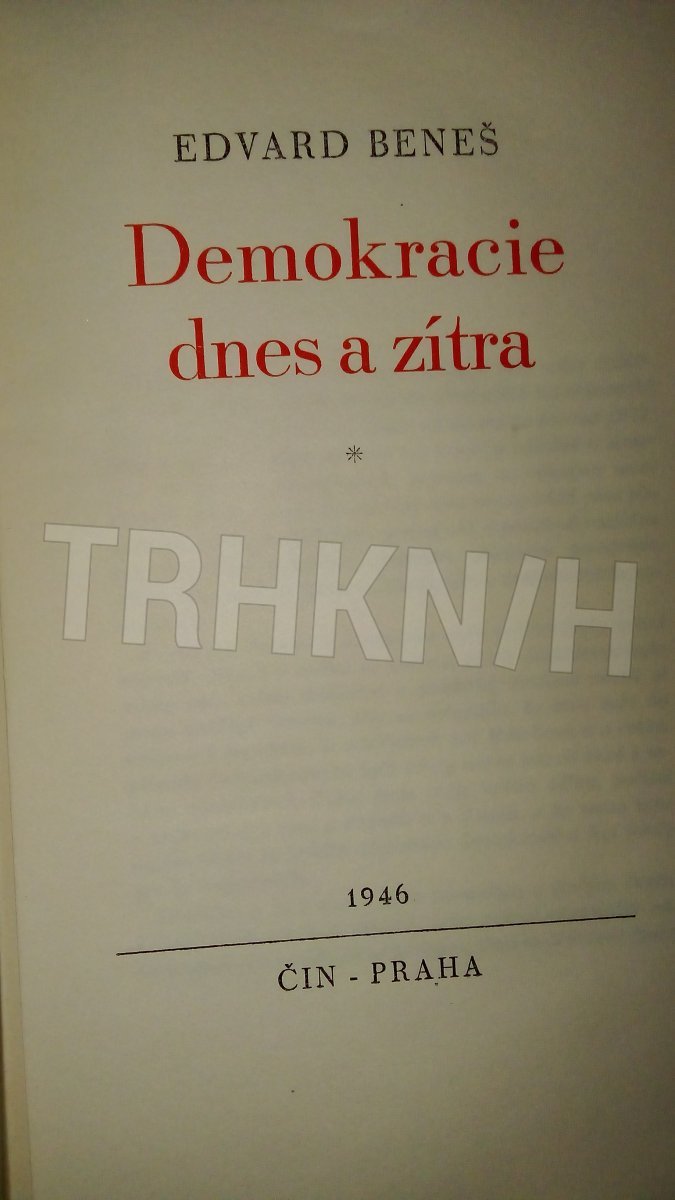 EDVARD BENEŠ
Demokracie
dnes a zítra
*
TRHKNIH
1946
ČIN - PRAHA